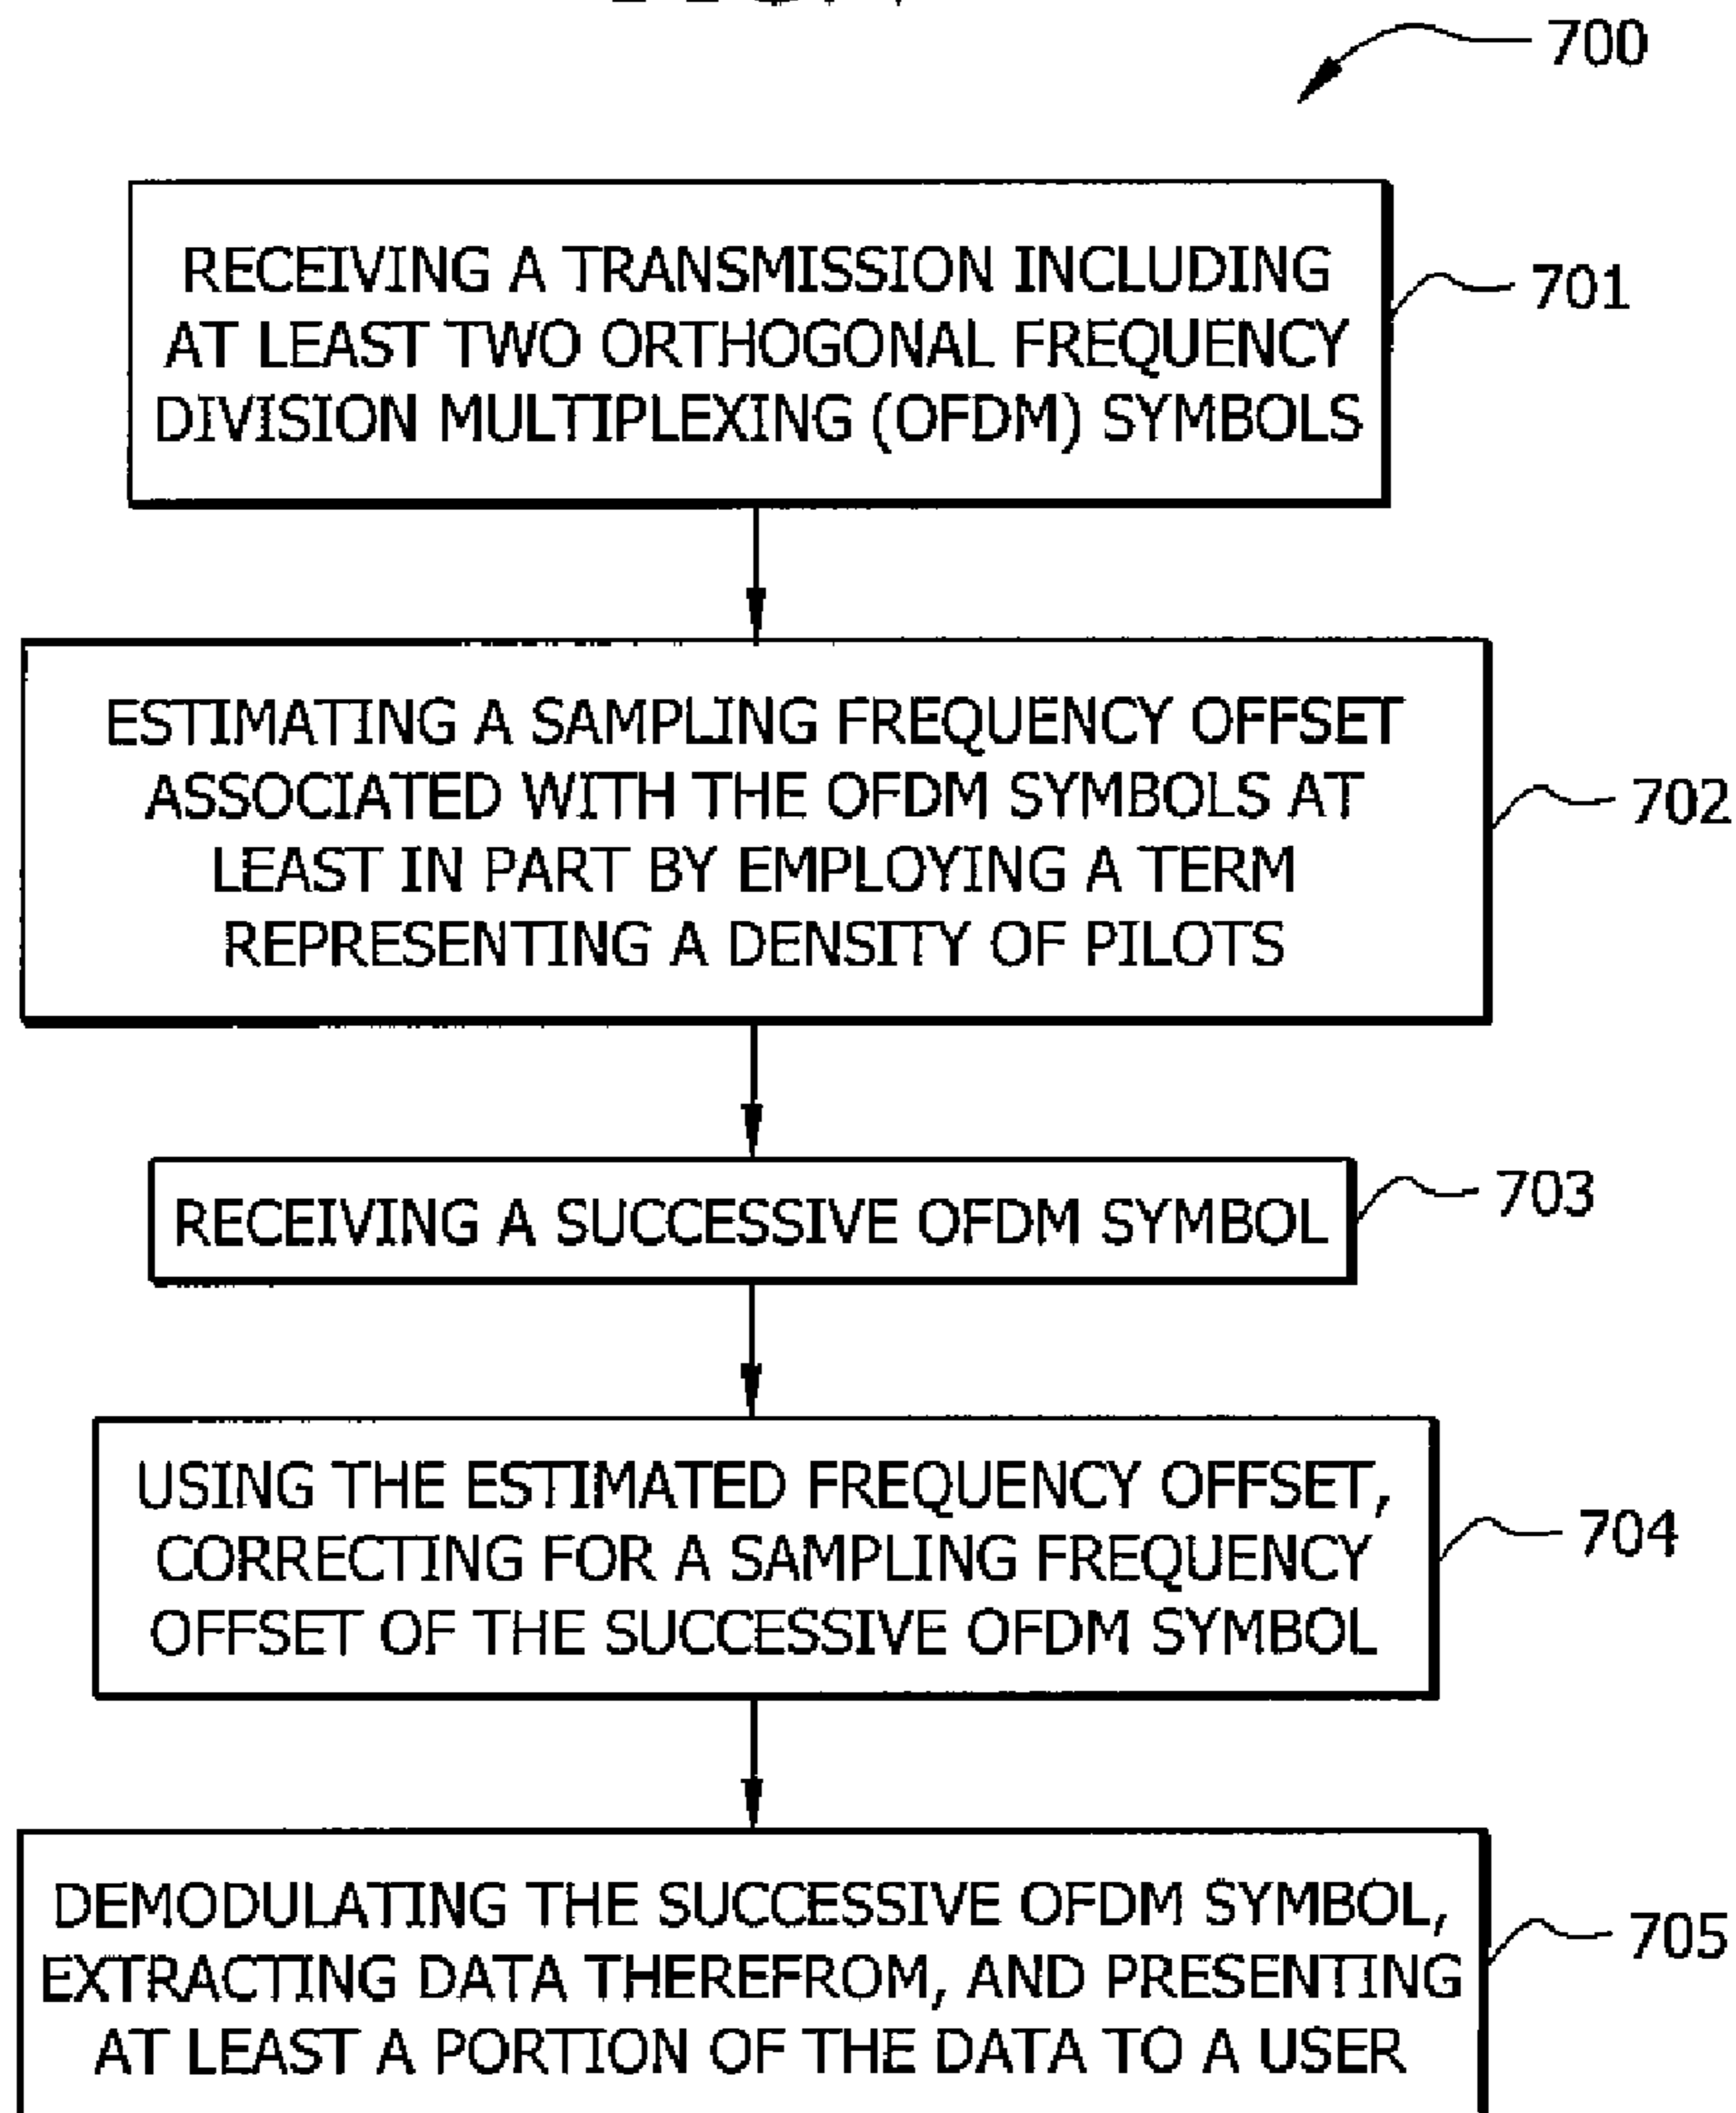 700
RECEIVING A TRANSMISSION INCLUDING
AT LEAST TWO ORTHOGONAL FREQUENCY
DIVISION MULTIPLEXING (OFDM) SYMBOLS
701
ESTIMATING A SAMPLING FREQUENCY OFFSET
ASSOCIATED WITH THE OFDM SYMBOLS AT
LEAST IN PART BY EMPLOYING A TERM
REPRESENTING A DENSITY OF PILOTS
702
RECEIVING A SUCCESSIVE OFDM SYMBOL
703
USING THE ESTIMATED FREQUENCY OFFSET,
CORRECTING FOR A SAMPLING FREQUENCY
OFFSET OF THE SUCCESSIVE OFDM SYMBOL
704
DEMODULATING THE SUCCESSIVE OFDM SYMBOL,
EXTRACTING DATA THEREFROM, AND PRESENTING
AT LEAST A PORTION OF THE DATA TO A USER
705